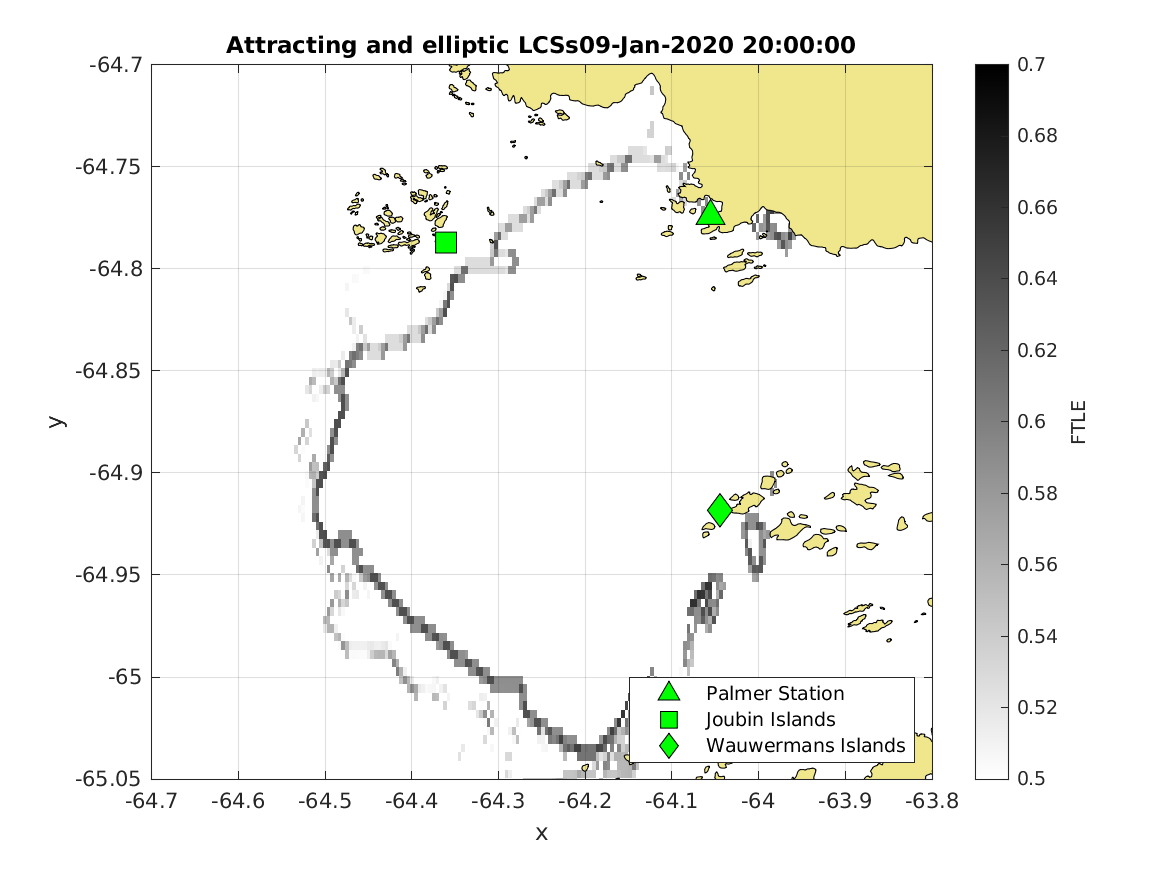 Attracting and elliptic LCSs09-Jan-2020 20:00:00
-64.7
-64.75
-64.8
-64.85
-64.9
-64.95
-65
-65.05
y
-64.7 -64.6 -64.5 -64.4 -64.3 -64.2 -64.1 -64 -63.9 -63.8
x
Palmer Station
Joubin Islands
Wauwermans Islands
0.7
0.68
0.66
0.64
0.62
0.6
0.58
0.56
0.54
0.52
0.5
FTLE